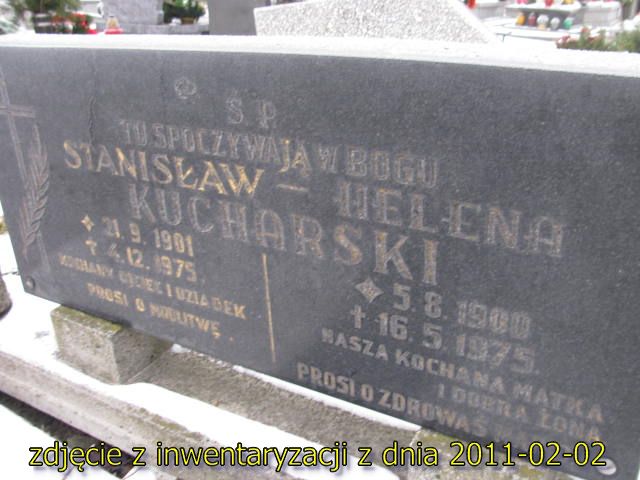 Ś P
TU SPOCZYWAJĄ W BOGU
STANISŁAW – HELENA
KUCHARSKI
21.9.1901
4.12.1975
KOCHANY OJCIEC I DZIADEK
PROSI O MODLITWĘ
5.8.1900
16.5.1975.
NASZA KOCHANA MATKA
I DOBRA ŻONA
PROSI O ZDROWAŚ
zdjęcie z inwentaryzacji z dnia 2011-02-02